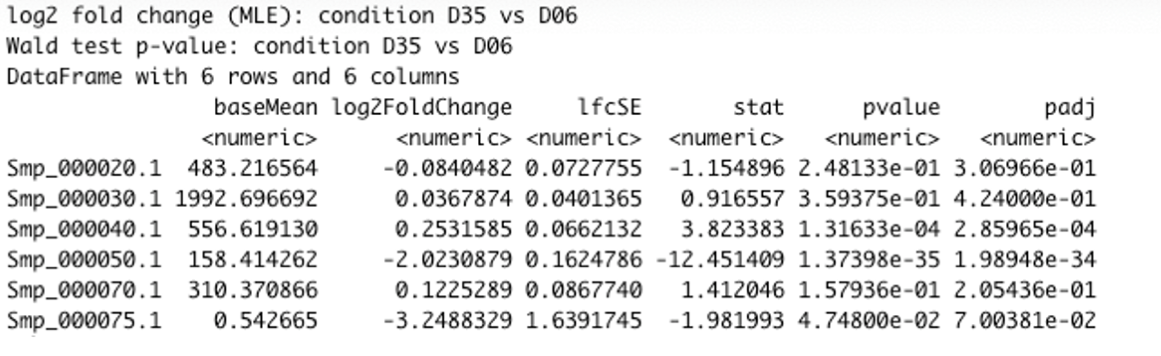 log2 fold change (MLE): condition D35 vs D06
Wald test p-value: condition D35 vs D06
DataFrame with 6 rows and 6 columns
baseMean log2FoldChange lfcSE stat pvalue padj
<numeric> <numeric> <numeric> <numeric> <numeric> <numeric>
Smp_000020.1 483.216564 -0.0840482 0.0727755 -1.154896 2.48133e-01 3.06966e-01
Smp_000030.1 1992.696692 0.0367874 0.0401365 0.916557 3.59375e-01 4.24000e-01
Smp_000040.1 556.619130 0.2531585 0.0662132 3.823383 1.31633e-04 2.85965e-04
Smp_000050.1 158.414262 -2.0230879 0.1624786 -12.451409 1.37398e-35 1.98948e-34
Smp_000070.1 310.370866 0.1225289 0.0867740 1.412046 1.57936e-01 2.05436e-01
Smp_000075.1 0.542665 -3.2488329 1.6391745 -1.981993 4.74800e-02 7.00381e-02